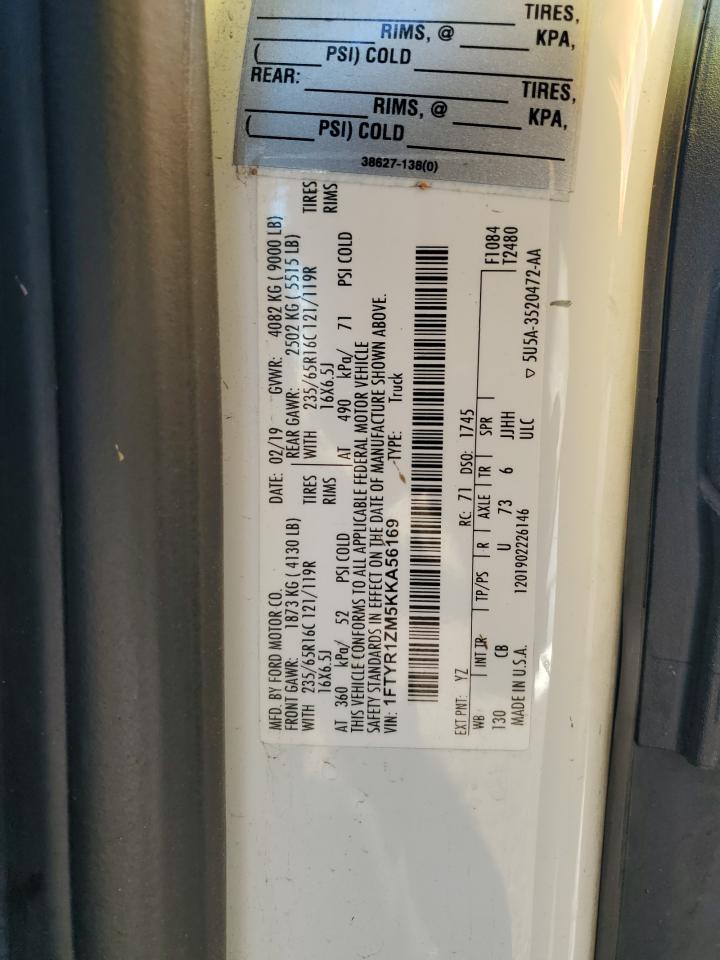 TIRES,
RIMS, @ KPA,
( PSI) COLD
REAR: TIRES,
RIMS, @ KPA,
( PSI) COLD
38627-138(0)
MFD. BY FORD MOTOR CO. DATE: 02/19 GVWR: 4082 KG ( 9000 LB)
FRONT GAWR: 1873 KG ( 4130 LB) REAR GAWR: 2502 KG ( 5515 LB)
WITH 235/65R16C 121/119R TIRES WITH 235/65R16C 121/119R TIRES
16X6.5J RIMS 16X6.5J RIMS
AT 360 kPa/ 52 PSI COLD AT 490 kPa/ 71 PSI COLD
THIS VEHICLE CONFORMS TO ALL APPLICABLE FEDERAL MOTOR VEHICLE
SAFETY STANDARDS IN EFFECT ON THE DATE OF MANUFACTURE SHOWN ABOVE.
VIN: 1FTYR1ZM5KKA56169 TYPE: Truck
EXT PNT: YZ RC: 71 DSO: 1745 F1084
WB INT TR TP/PS R AXLE TR SPR T2480
130 CB U 73 6 JJHH
MADE IN U.S.A. 1201902226146 ULC ▽ 5U5A-3520472-AA